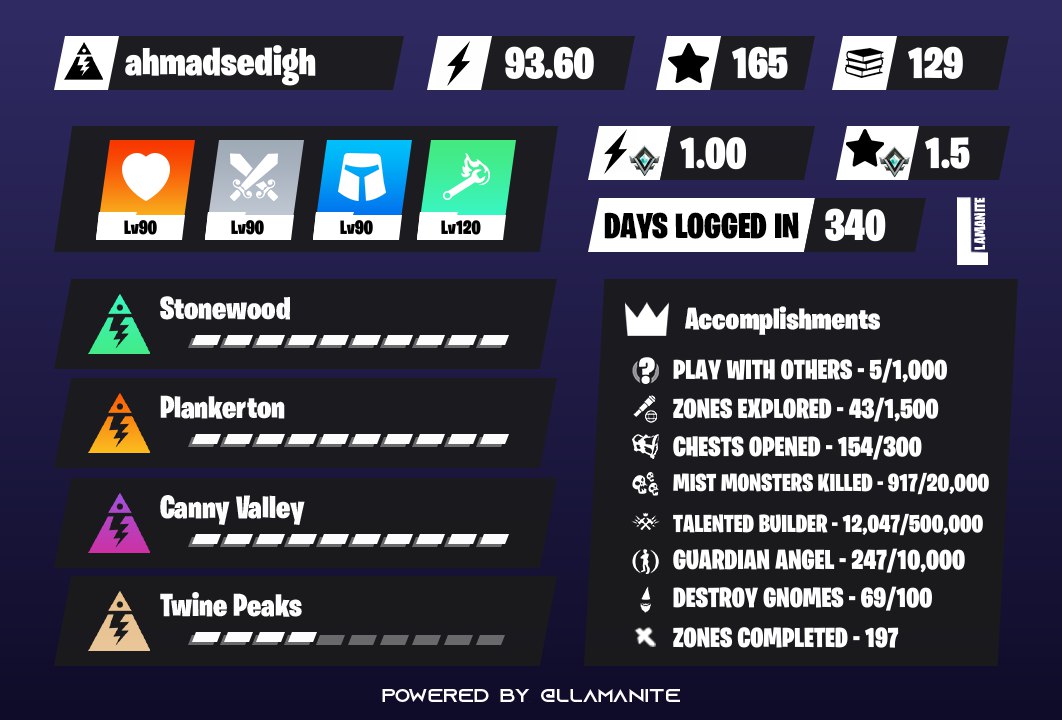 ahmadsedigh
93.60
165
129
Lv90
Lv90
Lv90
Lv120
1.00
1.5
DAYS LOGGED IN 340
LLAMANITE
Stonewood
Plankerton
Canny Valley
Twine Peaks
Accomplishments
PLAY WITH OTHERS - 5/1,000
ZONES EXPLORED - 43/1,500
CHESTS OPENED - 154/300
MIST MONSTERS KILLED - 917/20,000
TALENTED BUILDER - 12,047/500,000
GUARDIAN ANGEL - 247/10,000
DESTROY GNOMES - 69/100
ZONES COMPLETED - 197
POWERED BY @LLAMANITE